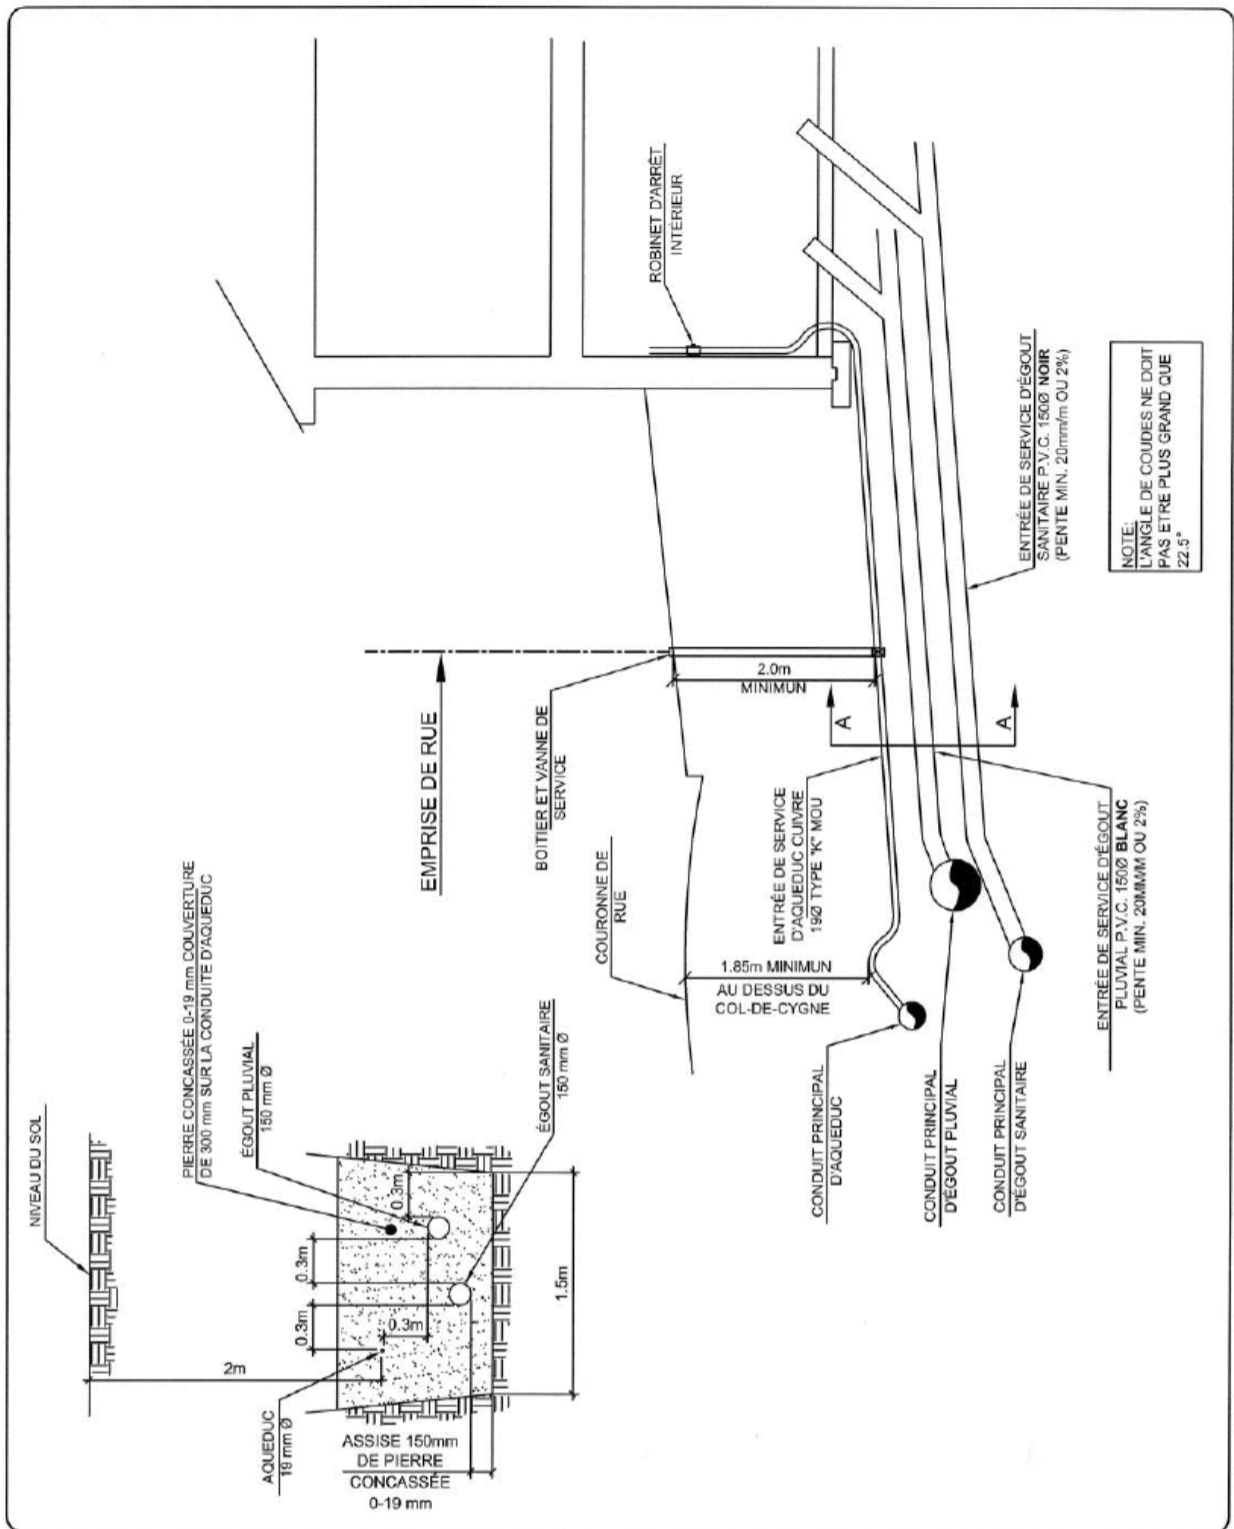 NIVEAU DU SOL
PIERRE CONCASSÉE 0-19 mm COUVERTURE
DE 300 mm SUR LA CONDUITE D'AQUEDUC
ÉGOUT PLUVIAL
150 mm Ø
ÉGOUT SANITAIRE
150 mm Ø
AQUEDUC
19 mm Ø
2m
0.3m
0.3m
0.3m
0.3m
1.5m
ASSISE 150mm
DE PIERRE
CONCASSÉE
0-19 mm
EMPRISE DE RUE
BOITIER ET VANNE DE
SERVICE
COURONNE DE
RUE
ROBINET D'ARRÊT
INTÉRIEUR
2.0m
MINIMUN
1.85m MINIMUN
AU DESSUS DU
COL-DE-CYGNE
A
A
ENTRÉE DE SERVICE
D'AQUEDUC CUIVRE
19Ø TYPE "K" MOU
CONDUIT PRINCIPAL
D'AQUEDUC
CONDUIT PRINCIPAL
D'ÉGOUT PLUVIAL
CONDUIT PRINCIPAL
D'ÉGOUT SANITAIRE
ENTRÉE DE SERVICE D'ÉGOUT
SANITAIRE P.V.C. 150Ø NOIR
(PENTE MIN. 20mm/m OU 2%)
ENTRÉE DE SERVICE D'ÉGOUT
PLUVIAL P.V.C. 150Ø BLANC
(PENTE MIN. 20MM/M OU 2%)
NOTE:
L'ANGLE DE COUDES NE DOIT
PAS ETRE PLUS GRAND QUE
22.5°